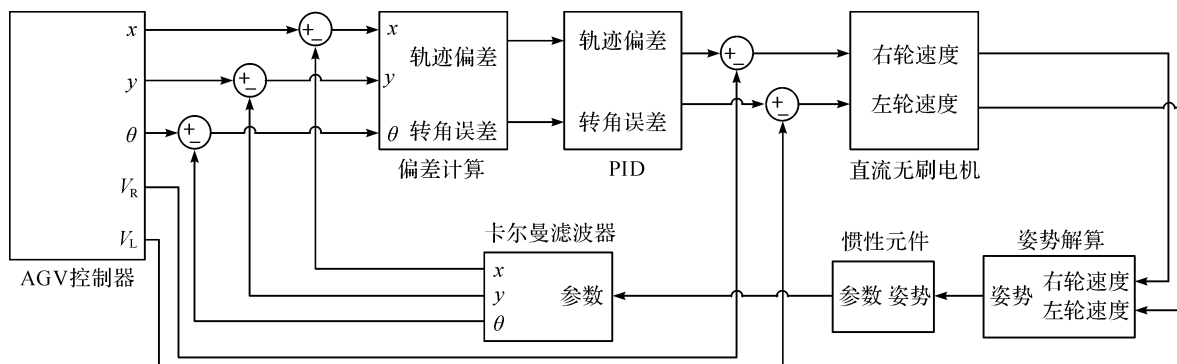 x
y
θ
V_R
V_L
AGV控制器
+
−
+
−
+
−
x
y
θ
轨迹偏差
转角误差
偏差计算
轨迹偏差
转角误差
PID
+
−
+
−
右轮速度
左轮速度
直流无刷电机
卡尔曼滤波器
x
y
θ
参数
惯性元件
参数 姿势
姿势解算
姿势
右轮速度
左轮速度